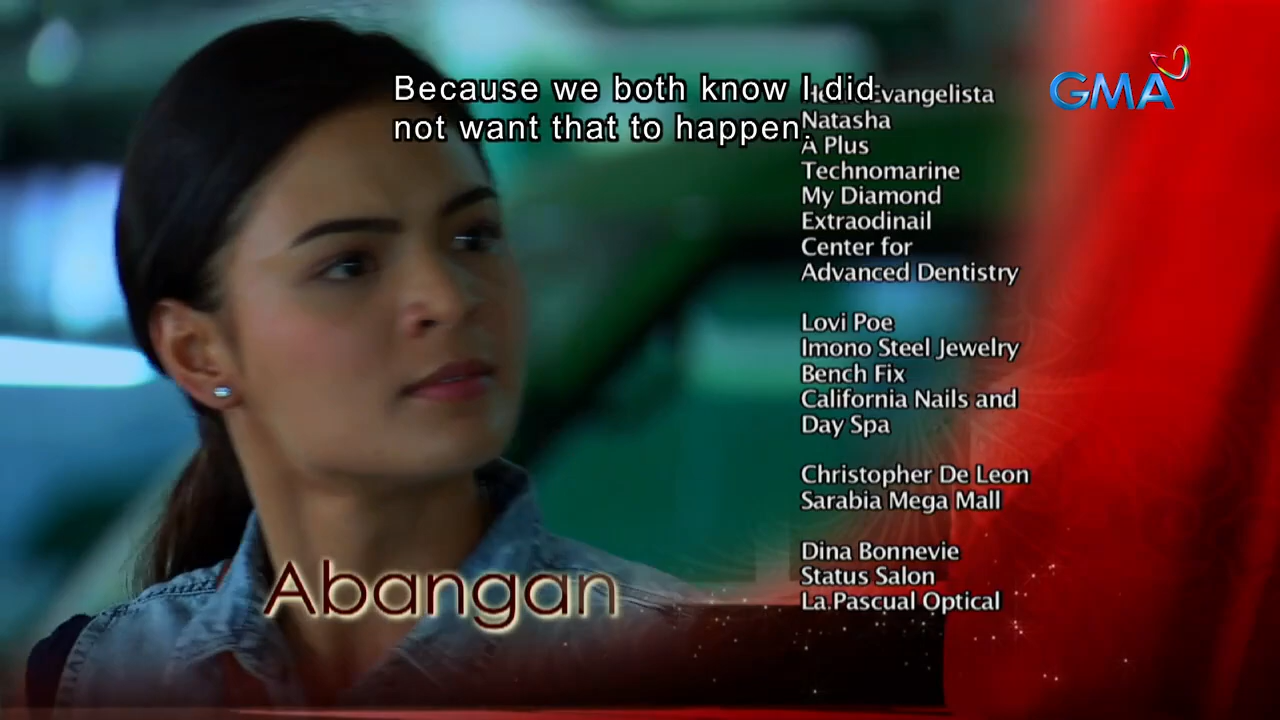 Because we both know I did
not want that to happen.
GMA
Evangelista
Natasha
A Plus
Technomarine
My Diamond
Extraodinail
Center for
Advanced Dentistry
Lovi Poe
Imono Steel Jewelry
Bench Fix
California Nails and
Day Spa
Christopher De Leon
Sarabia Mega Mall
Dina Bonnevie
Status Salon
La.Pascual Optical
Abangan